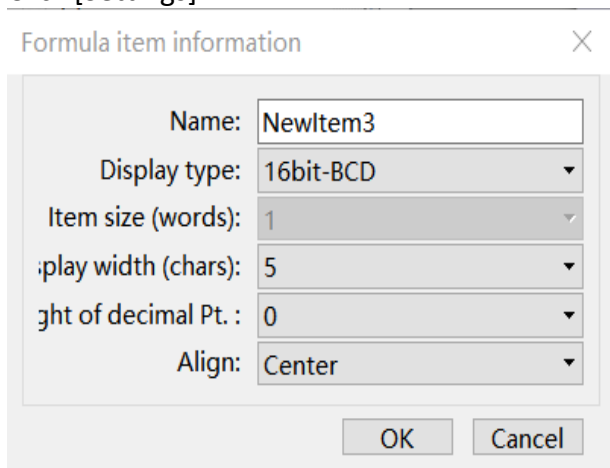 Formula item information
Name: NewItem3
Display type: 16bit-BCD
Item size (words): 1
splay width (chars): 5
ght of decimal Pt. : 0
Align: Center
OK Cancel